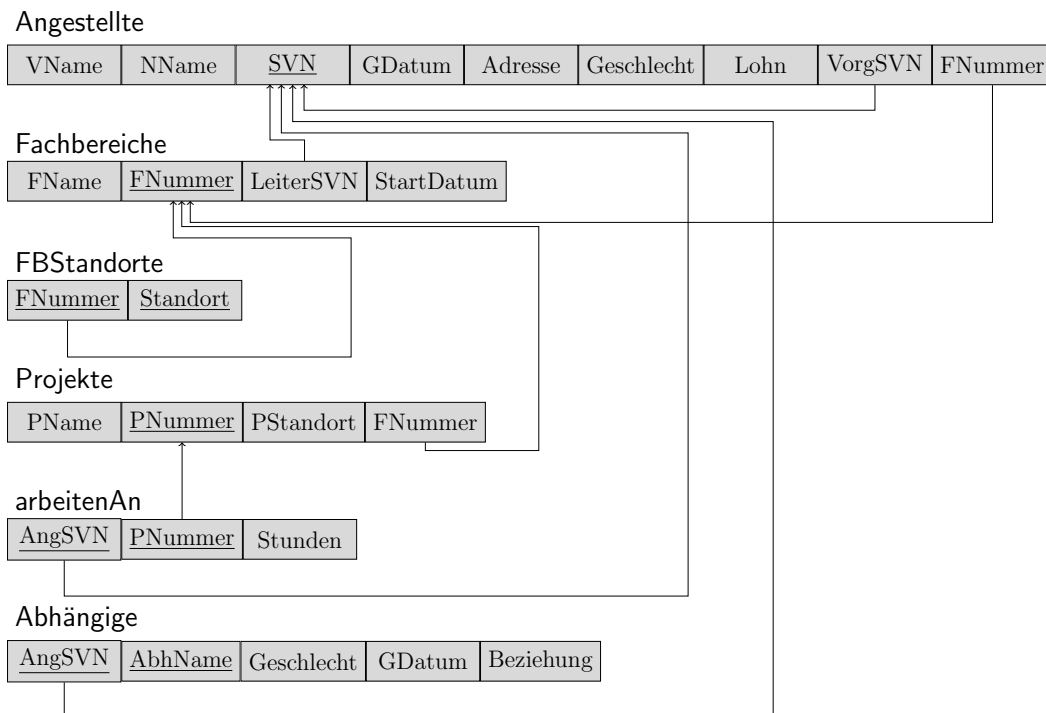 Angestellte
VName NName SVN GDatum Adresse Geschlecht Lohn VorgSVN FNummer
Fachbereiche
FName FNummer LeiterSVN StartDatum
FBStandorte
FNummer Standort
Projekte
PName PNummer PStandort FNummer
arbeitenAn
AngSVN PNummer Stunden
Abhängige
AngSVN AbhName Geschlecht GDatum Beziehung